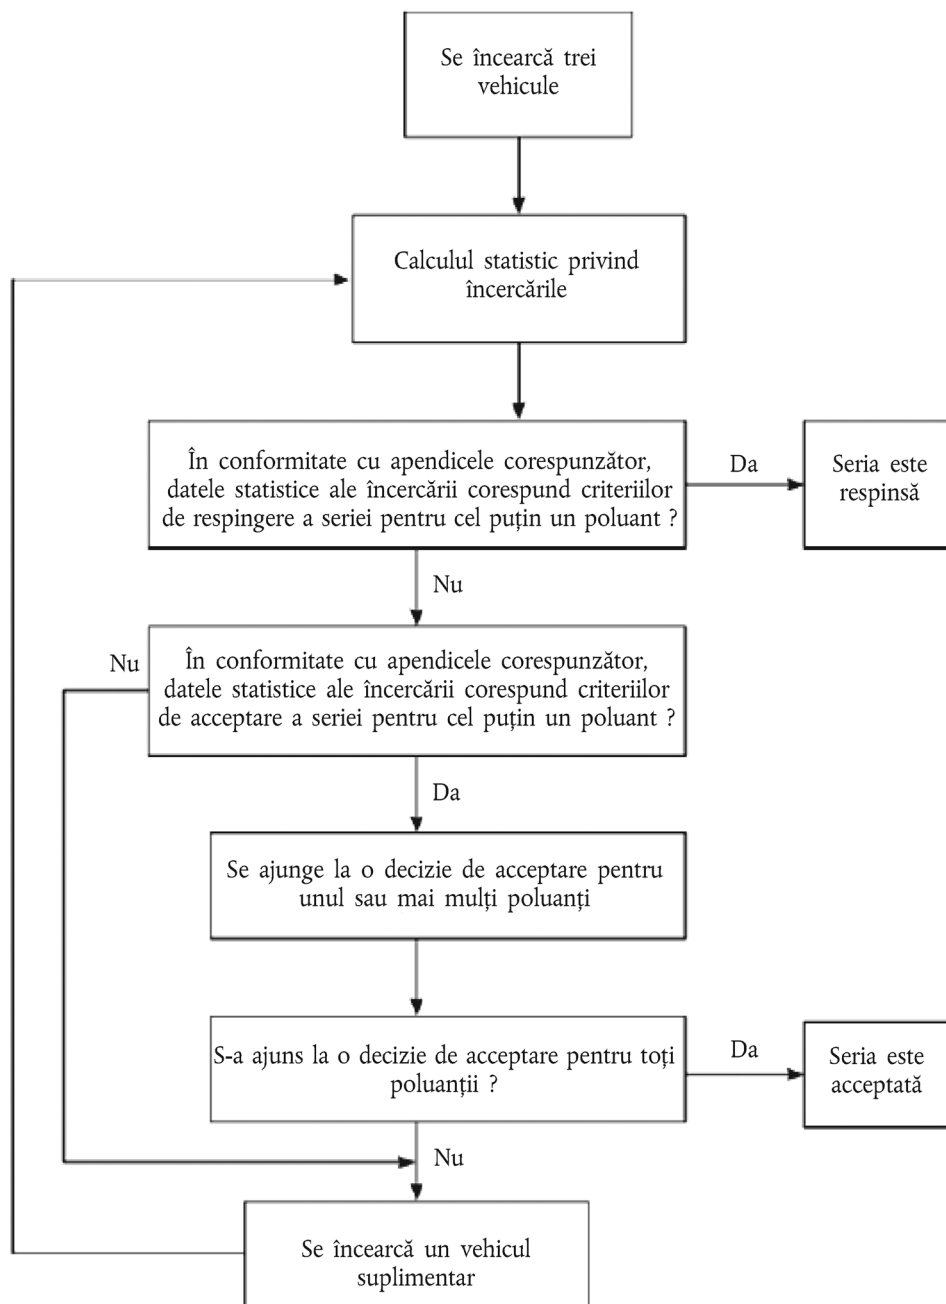 Se încearcă trei
vehicule
Calculul statistic privind
încercările
În conformitate cu apendicele corespunzător,
datele statistice ale încercării corespund criteriilor
de respingere a seriei pentru cel puțin un poluant ?
Da
Seria este
respinsă
Nu
Nu
În conformitate cu apendicele corespunzător,
datele statistice ale încercării corespund criteriilor
de acceptare a seriei pentru cel puțin un poluant ?
Da
Se ajunge la o decizie de acceptare pentru
unul sau mai mulți poluanți
S-a ajuns la o decizie de acceptare pentru toți
poluanții ?
Da
Seria este
acceptată
Nu
Se încearcă un vehicul
suplimentar